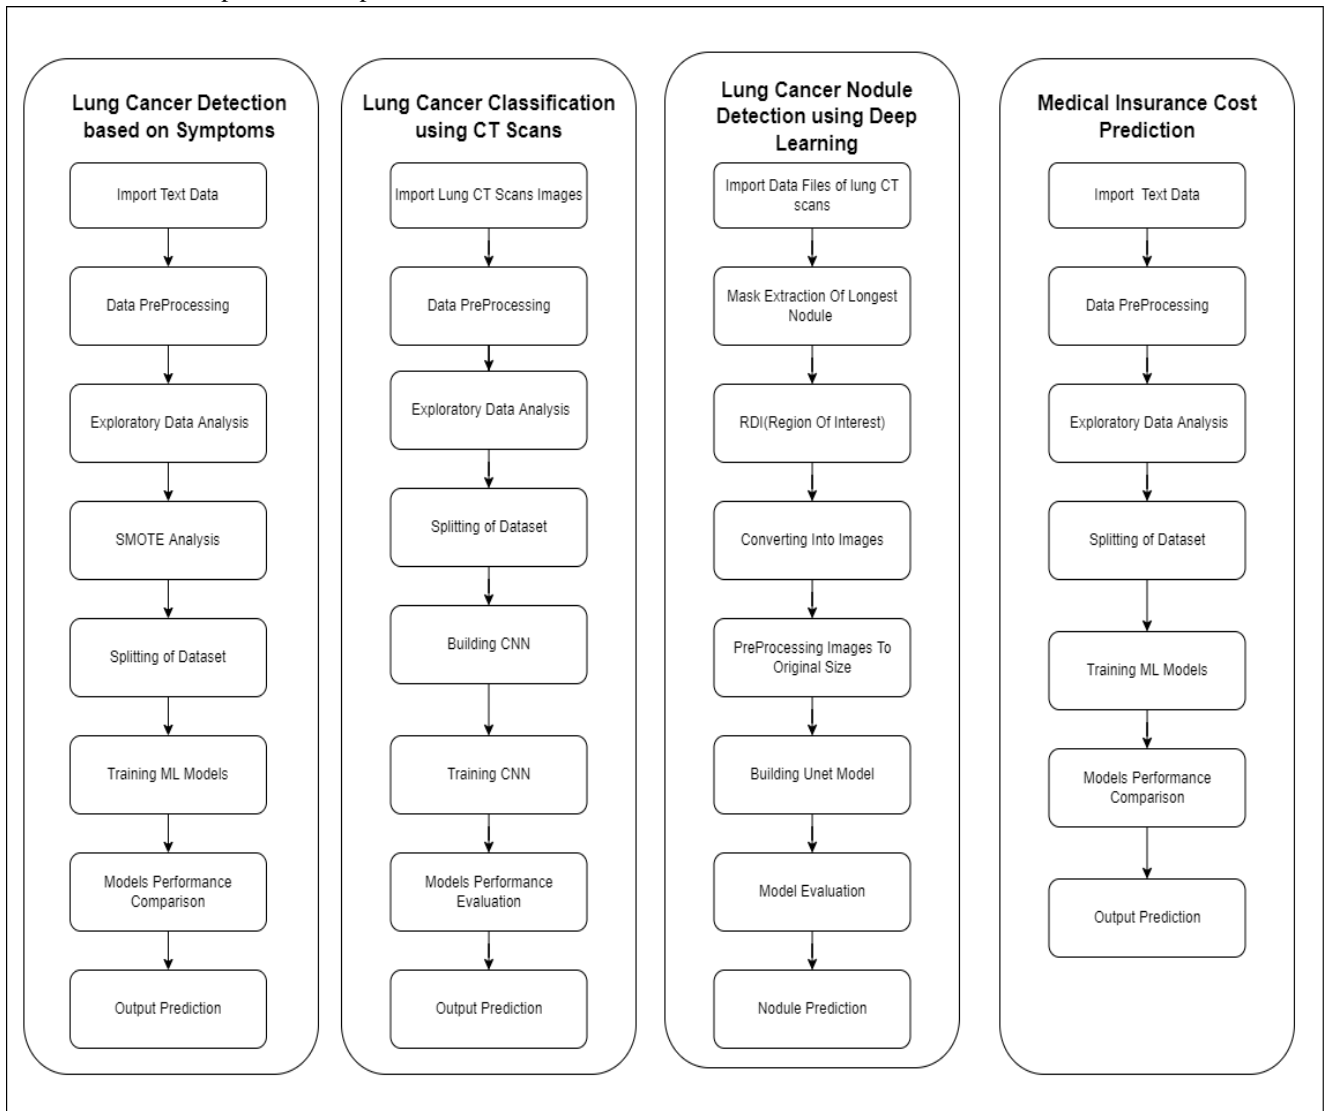 Lung Cancer Detection
based on Symptoms
Import Text Data
Data PreProcessing
Exploratory Data Analysis
SMOTE Analysis
Splitting of Dataset
Training ML Models
Models Performance
Comparison
Output Prediction
Lung Cancer Classification
using CT Scans
Import Lung CT Scans Images
Data PreProcessing
Exploratory Data Analysis
Splitting of Dataset
Building CNN
Training CNN
Models Performance
Evaluation
Output Prediction
Lung Cancer Nodule
Detection using Deep
Learning
Import Data Files of lung CT
scans
Mask Extraction Of Longest
Nodule
RDI(Region Of Interest)
Converting Into Images
PreProcessing Images To
Original Size
Building Unet Model
Model Evaluation
Nodule Prediction
Medical Insurance Cost
Prediction
Import Text Data
Data PreProcessing
Exploratory Data Analysis
Splitting of Dataset
Training ML Models
Models Performance
Comparison
Output Prediction